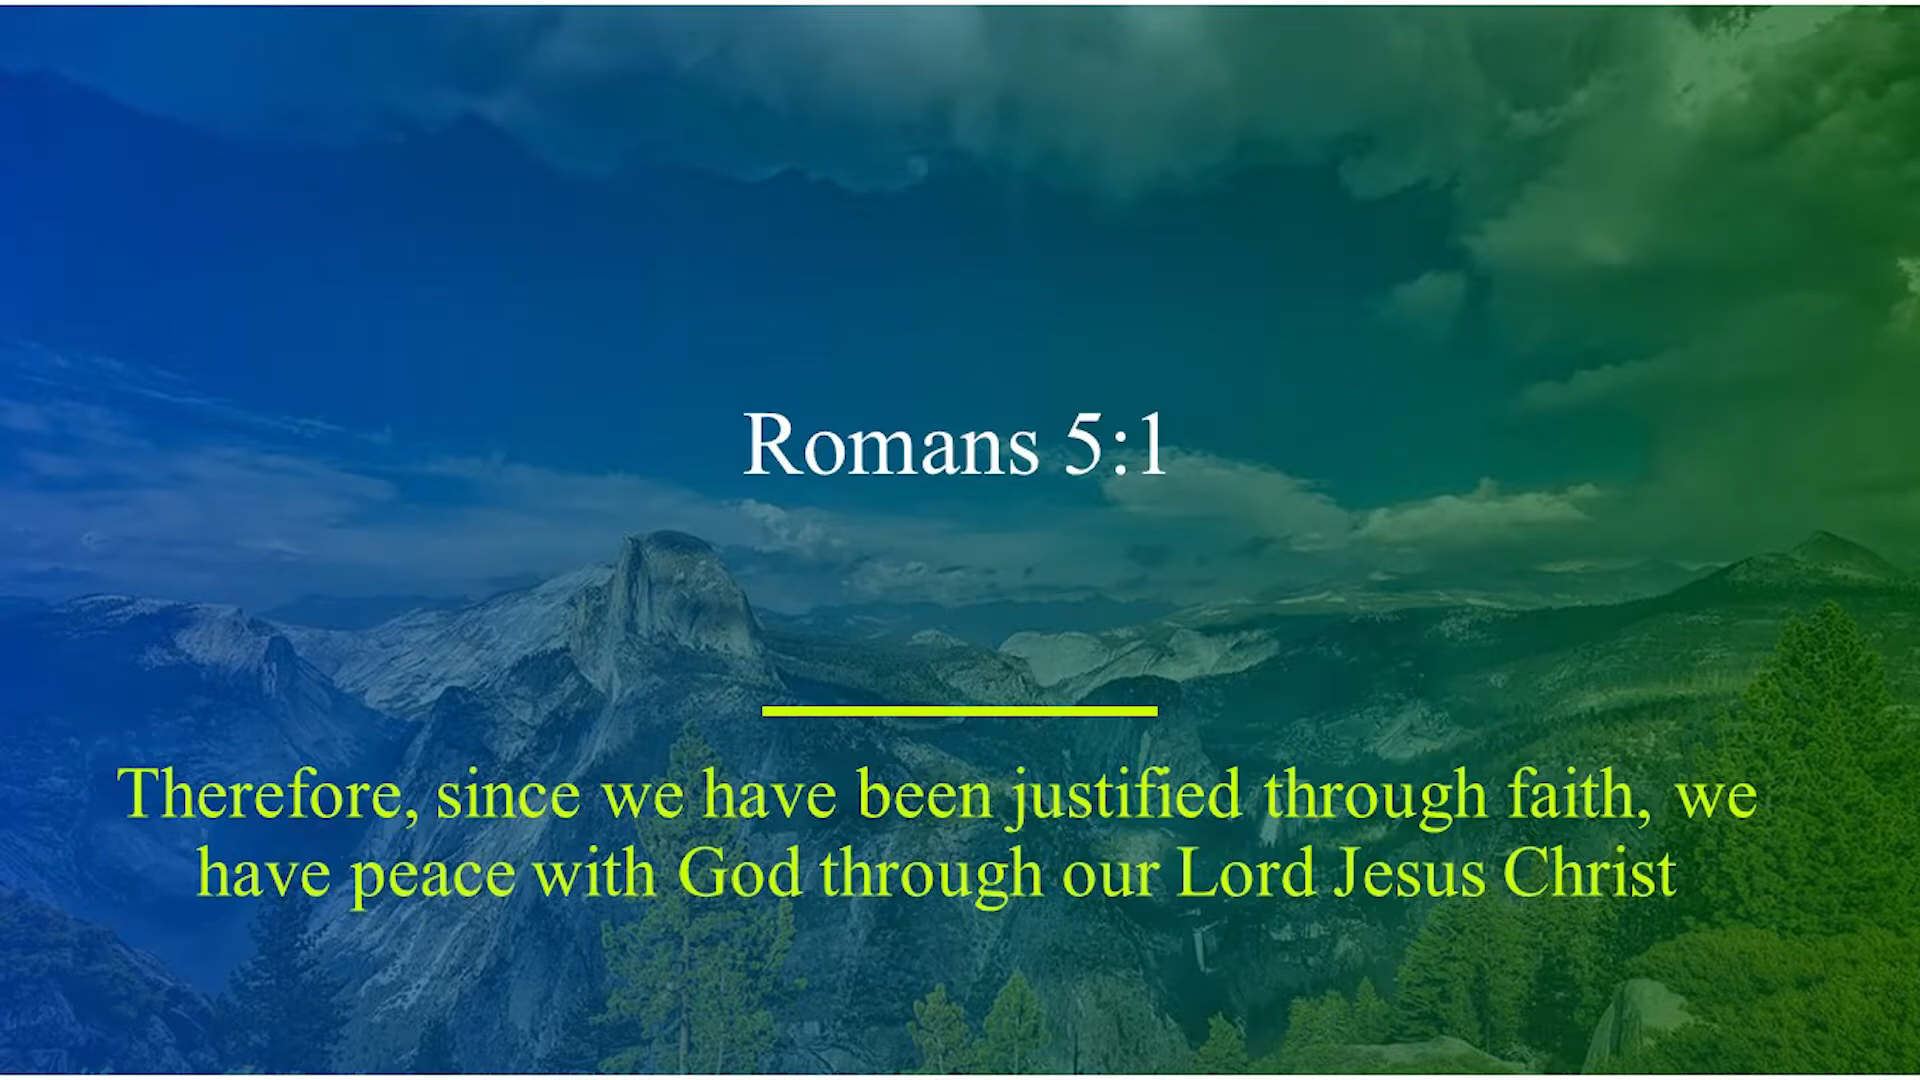 Romans 5:1
Therefore, since we have been justified through faith, we
have peace with God through our Lord Jesus Christ